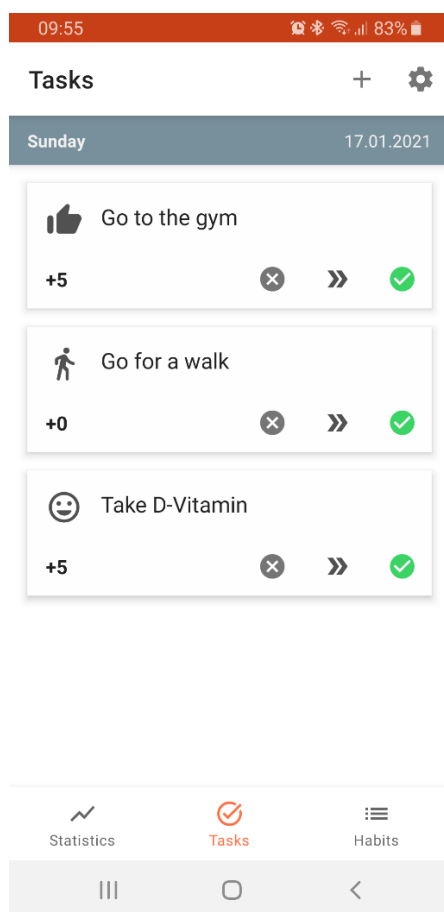 09:55 83%
Tasks
Sunday 17.01.2021
Go to the gym
+5
Go for a walk
+0
Take D-Vitamin
+5
Statistics Tasks Habits